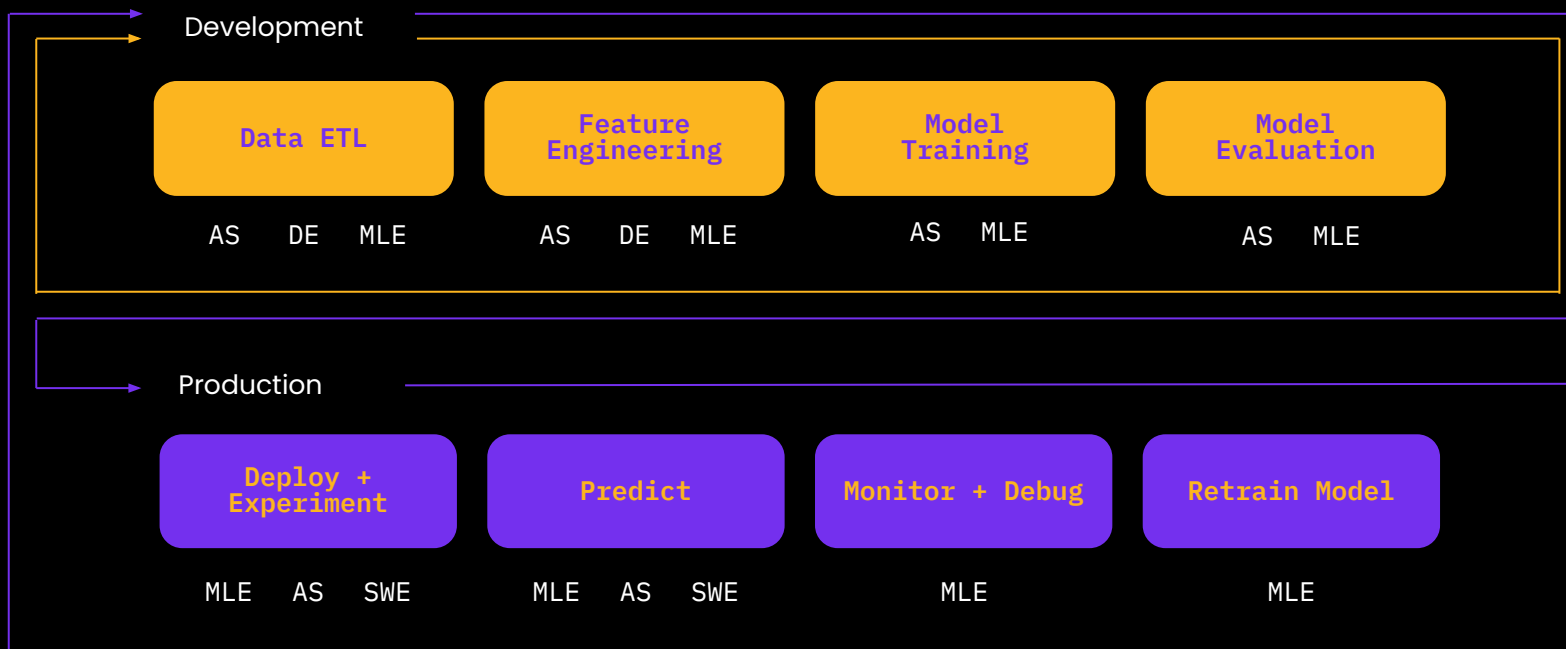 Development
Data ETL
Feature
Engineering
Model
Training
Model
Evaluation
AS DE MLE
AS DE MLE
AS MLE
AS MLE
Production
Deploy +
Experiment
Predict
Monitor + Debug
Retrain Model
MLE AS SWE
MLE AS SWE
MLE
MLE